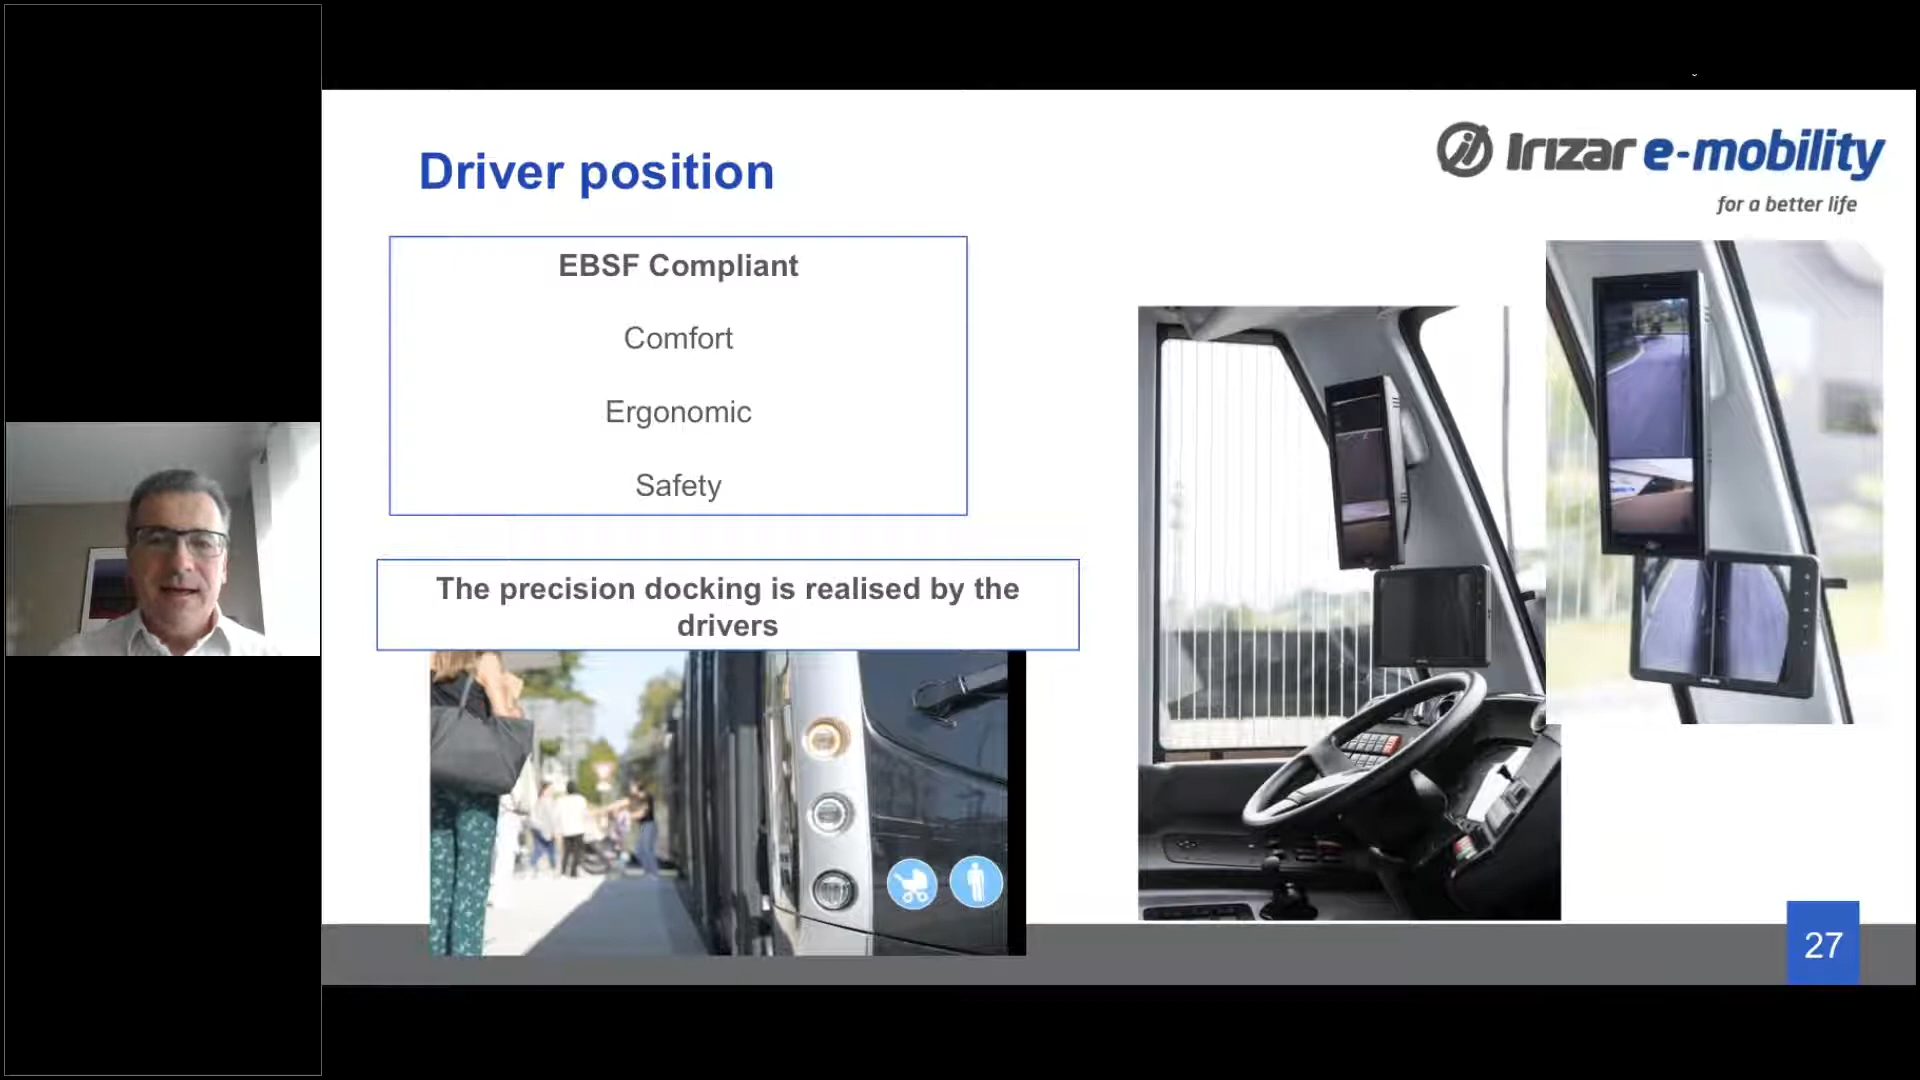 Driver position
Irizar e-mobility
for a better life
EBSF Compliant
Comfort
Ergonomic
Safety
The precision docking is realised by the
drivers
27